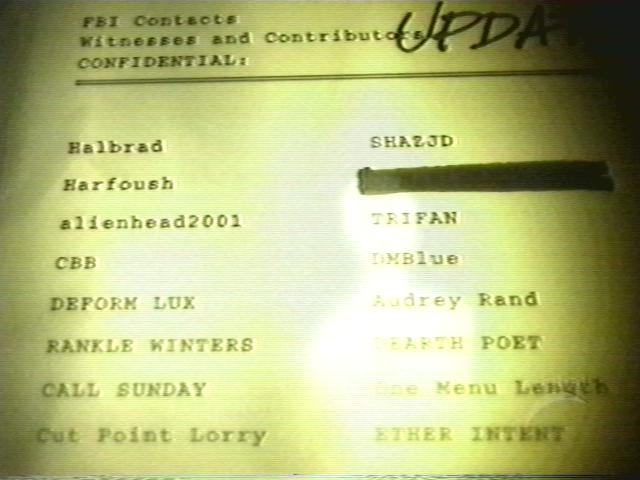 FBI Contacts
Witnesses and Contributors
CONFIDENTIAL:
Halbrad SHAZJD
Harfoush
alienhead2001 TRIFAN
CBB DMBlue
DEFORM LUX Audrey Rand
RANKLE WINTERS DEARTH POET
CALL SUNDAY One Menu Length
Cut Point Lorry ETHER INTENT